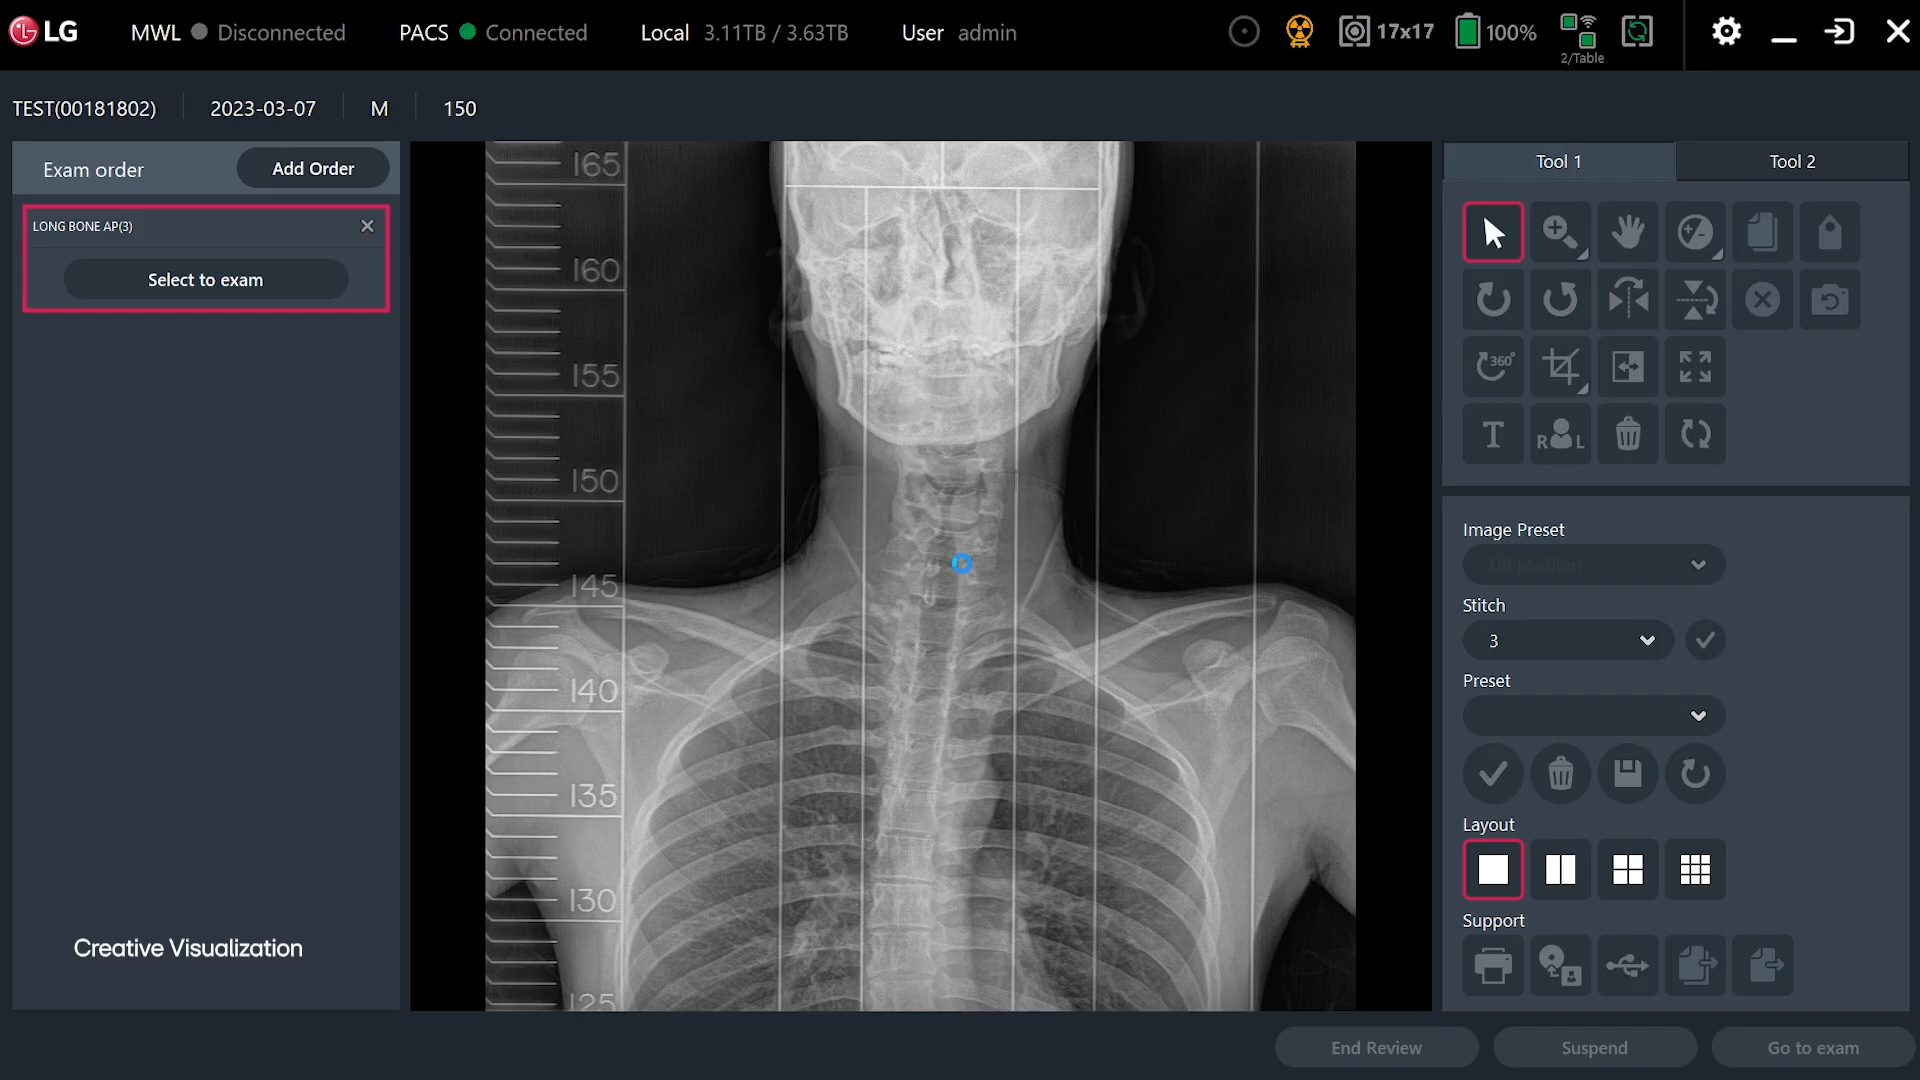 LG
MWL Disconnected PACS Connected Local 3.11TB / 3.63TB User admin 17x17 100% 2/Table
TEST(00181802) 2023-03-07 M 150
Exam order Add Order
LONG BONE AP(3)
Select to exam
165
160
155
150
145
140
135
130
125
Creative Visualization
Tool 1 Tool 2
360°
T R L
Image Preset
DR Medium
Stitch
3
Preset
Layout
Support
End Review Suspend Go to exam